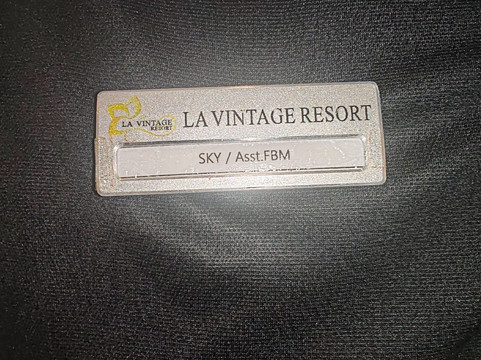 LA VINTAGE
RESORT
LA VINTAGE RESORT
SKY / Asst.FBM